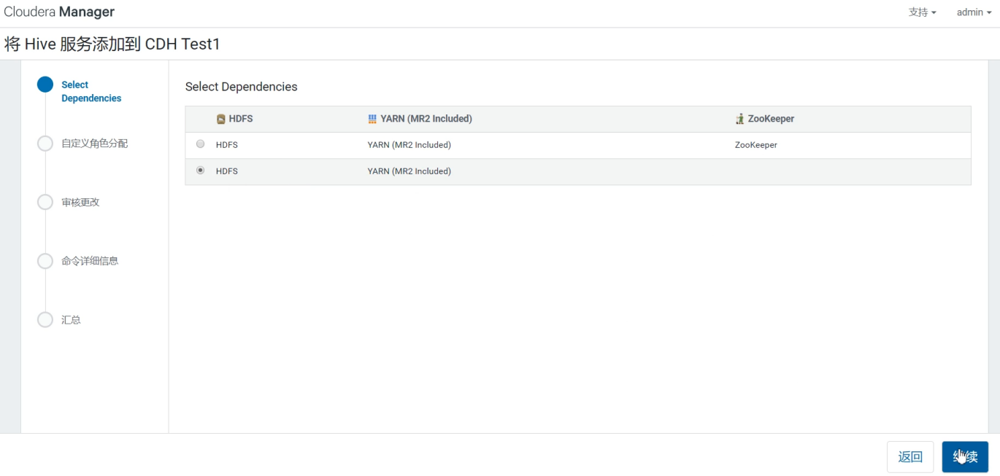 Cloudera Manager
支持 admin
将 Hive 服务添加到 CDH Test1
Select
Dependencies
自定义角色分配
审核更改
命令详细信息
汇总
Select Dependencies
HDFS YARN (MR2 Included) ZooKeeper
HDFS YARN (MR2 Included) ZooKeeper
HDFS YARN (MR2 Included)
返回 继续